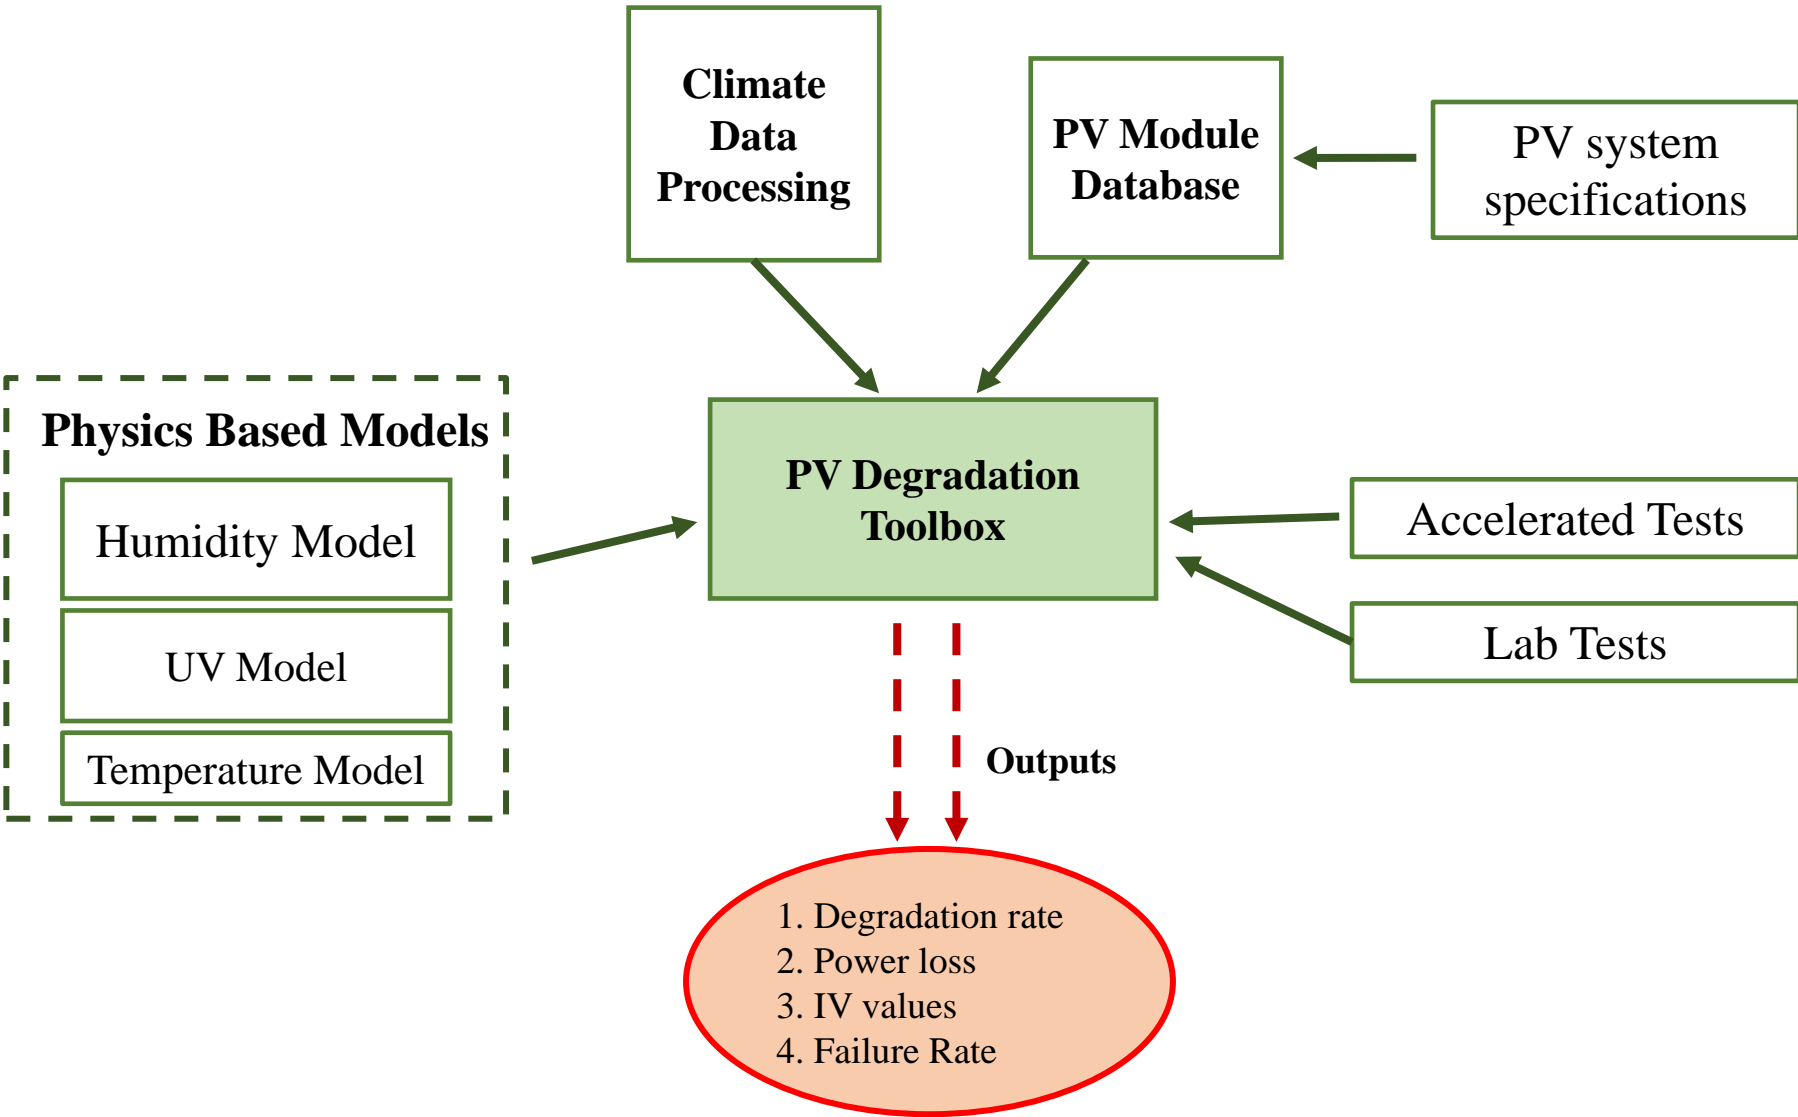 Climate
Data
Processing
PV Module
Database
PV system
specifications
Physics Based Models
Humidity Model
UV Model
Temperature Model
PV Degradation
Toolbox
Accelerated Tests
Lab Tests
Outputs
1. Degradation rate
2. Power loss
3. IV values
4. Failure Rate